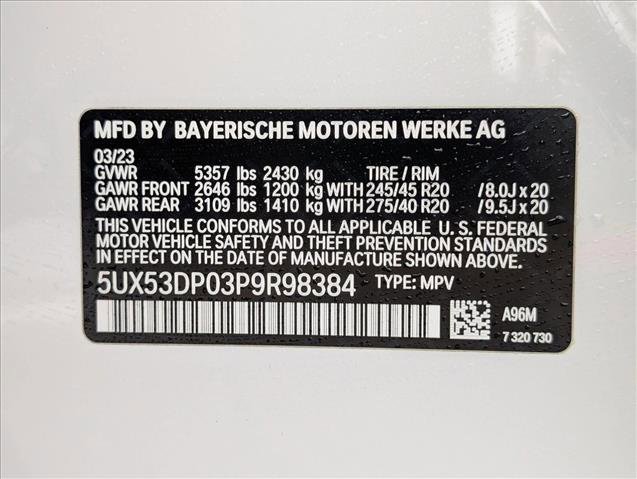 MFD BY BAYERISCHE MOTOREN WERKE AG
03/23
GVWR 5357 lbs 2430 kg TIRE / RIM
GAWR FRONT 2646 lbs 1200 kg WITH 245/45 R20 /8.0J x 20
GAWR REAR 3109 lbs 1410 kg WITH 275/40 R20 /9.5J x 20
THIS VEHICLE CONFORMS TO ALL APPLICABLE U. S. FEDERAL
MOTOR VEHICLE SAFETY AND THEFT PREVENTION STANDARDS
IN EFFECT ON THE DATE OF MANUFACTURE SHOWN ABOVE.
5UX53DP03P9R98384 TYPE: MPV
A96M
7 320 730